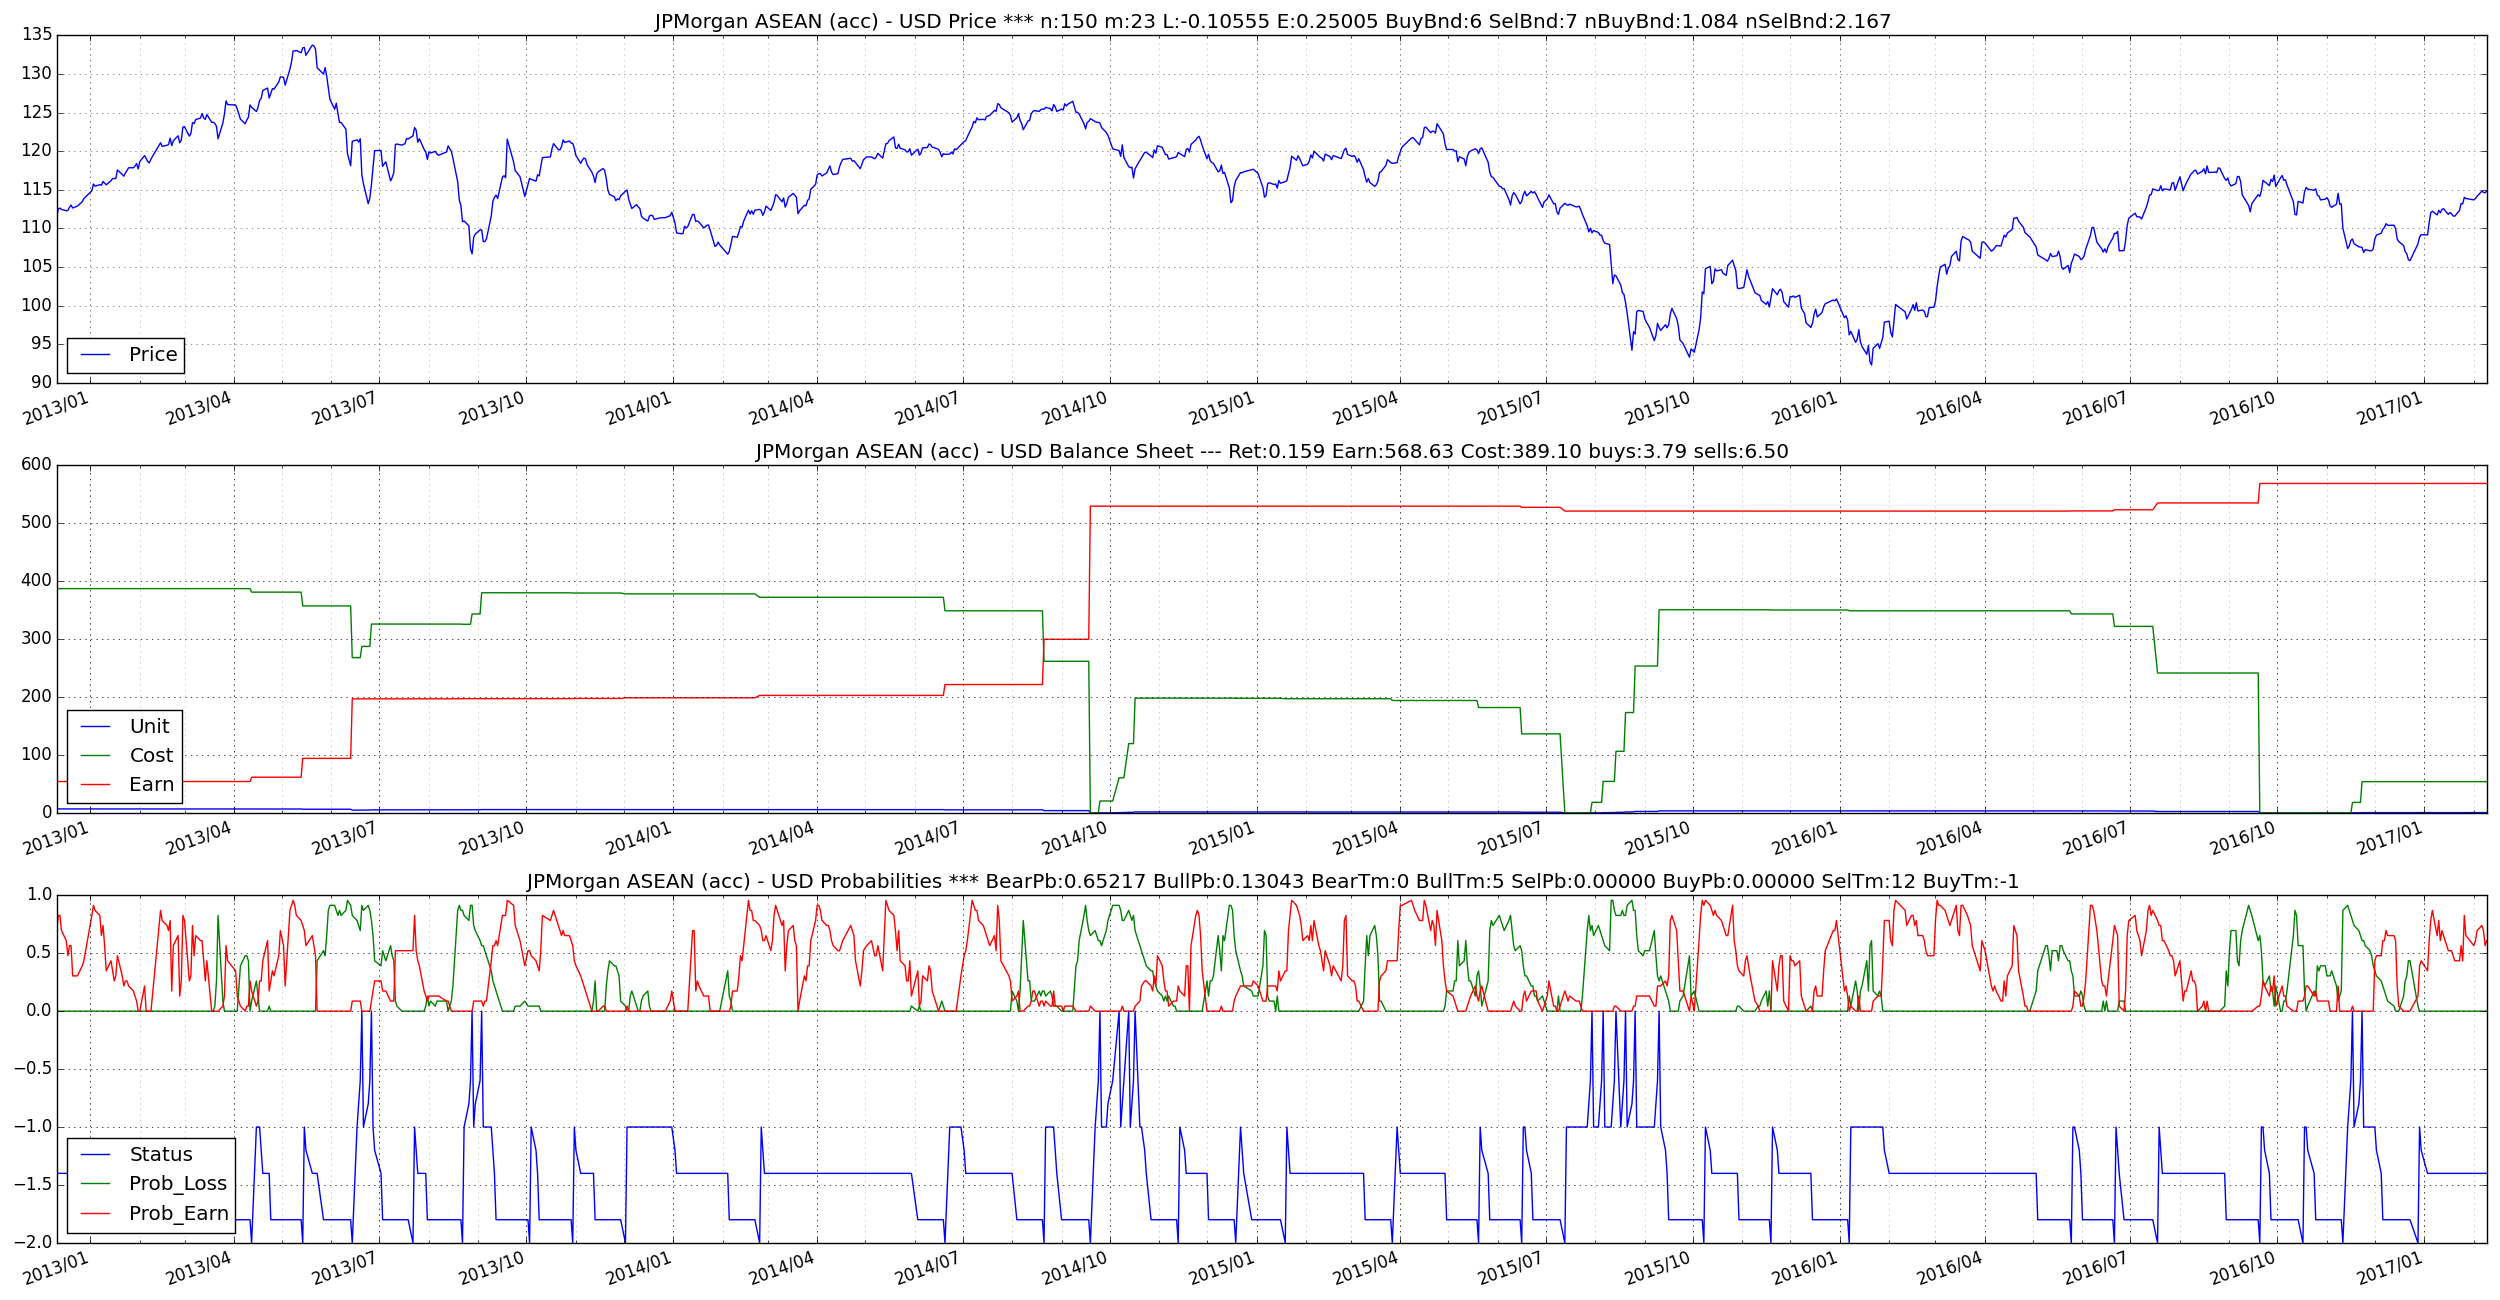 JPMorgan ASEAN (acc) - USD Price *** n:150 m:23 L:-0.10555 E:0.25005 BuyBnd:6 SelBnd:7 nBuyBnd:1.084 nSelBnd:2.167
135
130
125
120
115
110
105
100
95
90
Price
2013/01 2013/04 2013/07 2013/10 2014/01 2014/04 2014/07 2014/10 2015/01 2015/04 2015/07 2015/10 2016/01 2016/04 2016/07 2016/10 2017/01
JPMorgan ASEAN (acc) - USD Balance Sheet --- Ret:0.159 Earn:568.63 Cost:389.10 buys:3.79 sells:6.50
600
500
400
300
200
100
0
Unit
Cost
Earn
2013/01 2013/04 2013/07 2013/10 2014/01 2014/04 2014/07 2014/10 2015/01 2015/04 2015/07 2015/10 2016/01 2016/04 2016/07 2016/10 2017/01
JPMorgan ASEAN (acc) - USD Probabilities *** BearPb:0.65217 BullPb:0.13043 BearTm:0 BullTm:5 SelPb:0.00000 BuyPb:0.00000 SelTm:12 BuyTm:-1
1.0
0.5
0.0
−0.5
−1.0
−1.5
−2.0
Status
Prob_Loss
Prob_Earn
2013/01 2013/04 2013/07 2013/10 2014/01 2014/04 2014/07 2014/10 2015/01 2015/04 2015/07 2015/10 2016/01 2016/04 2016/07 2016/10 2017/01